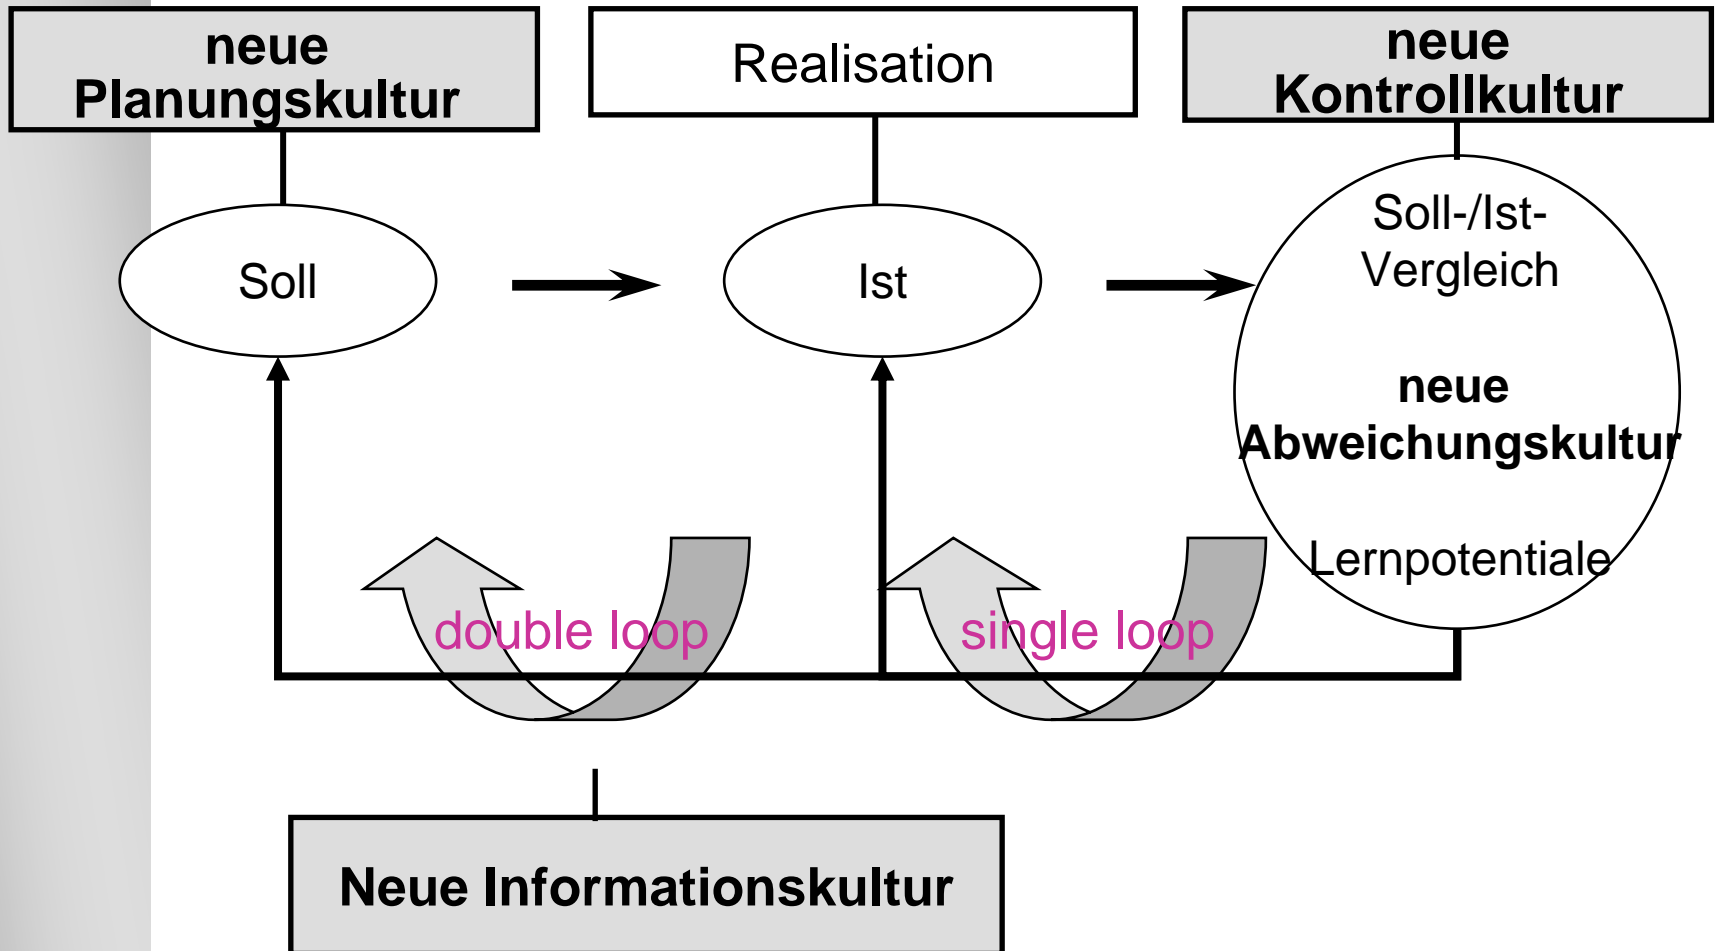 neue
Planungskultur
Realisation
neue
Kontrollkultur
Soll
Ist
Soll-/Ist-
Vergleich
neue
Abweichungskultur
Lernpotentiale
double loop
single loop
Neue Informationskultur